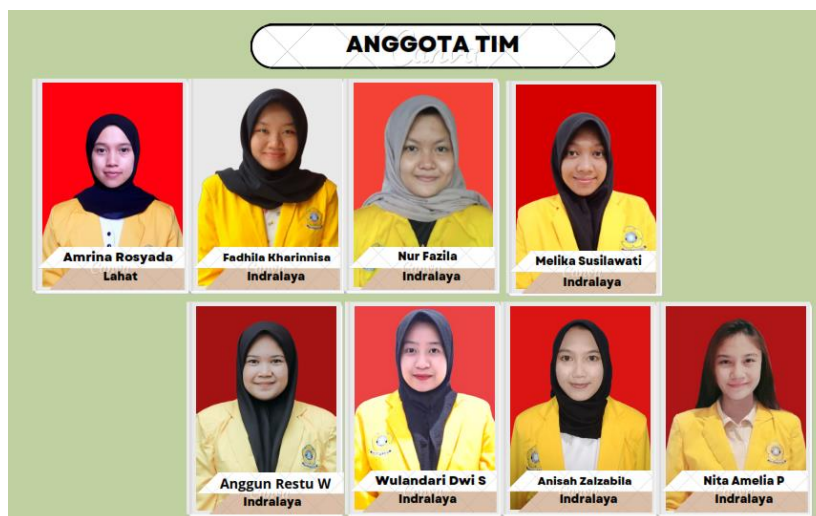 ANGGOTA TIM
Amrina Rosyada
Lahat
Fadhila Kharinnisa
Indralaya
Nur Fazila
Indralaya
Melika Susilawati
Indralaya
Anggun Restu W
Indralaya
Wulandari Dwi S
Indralaya
Anisah Zalzabila
Indralaya
Nita Amelia P
Indralaya